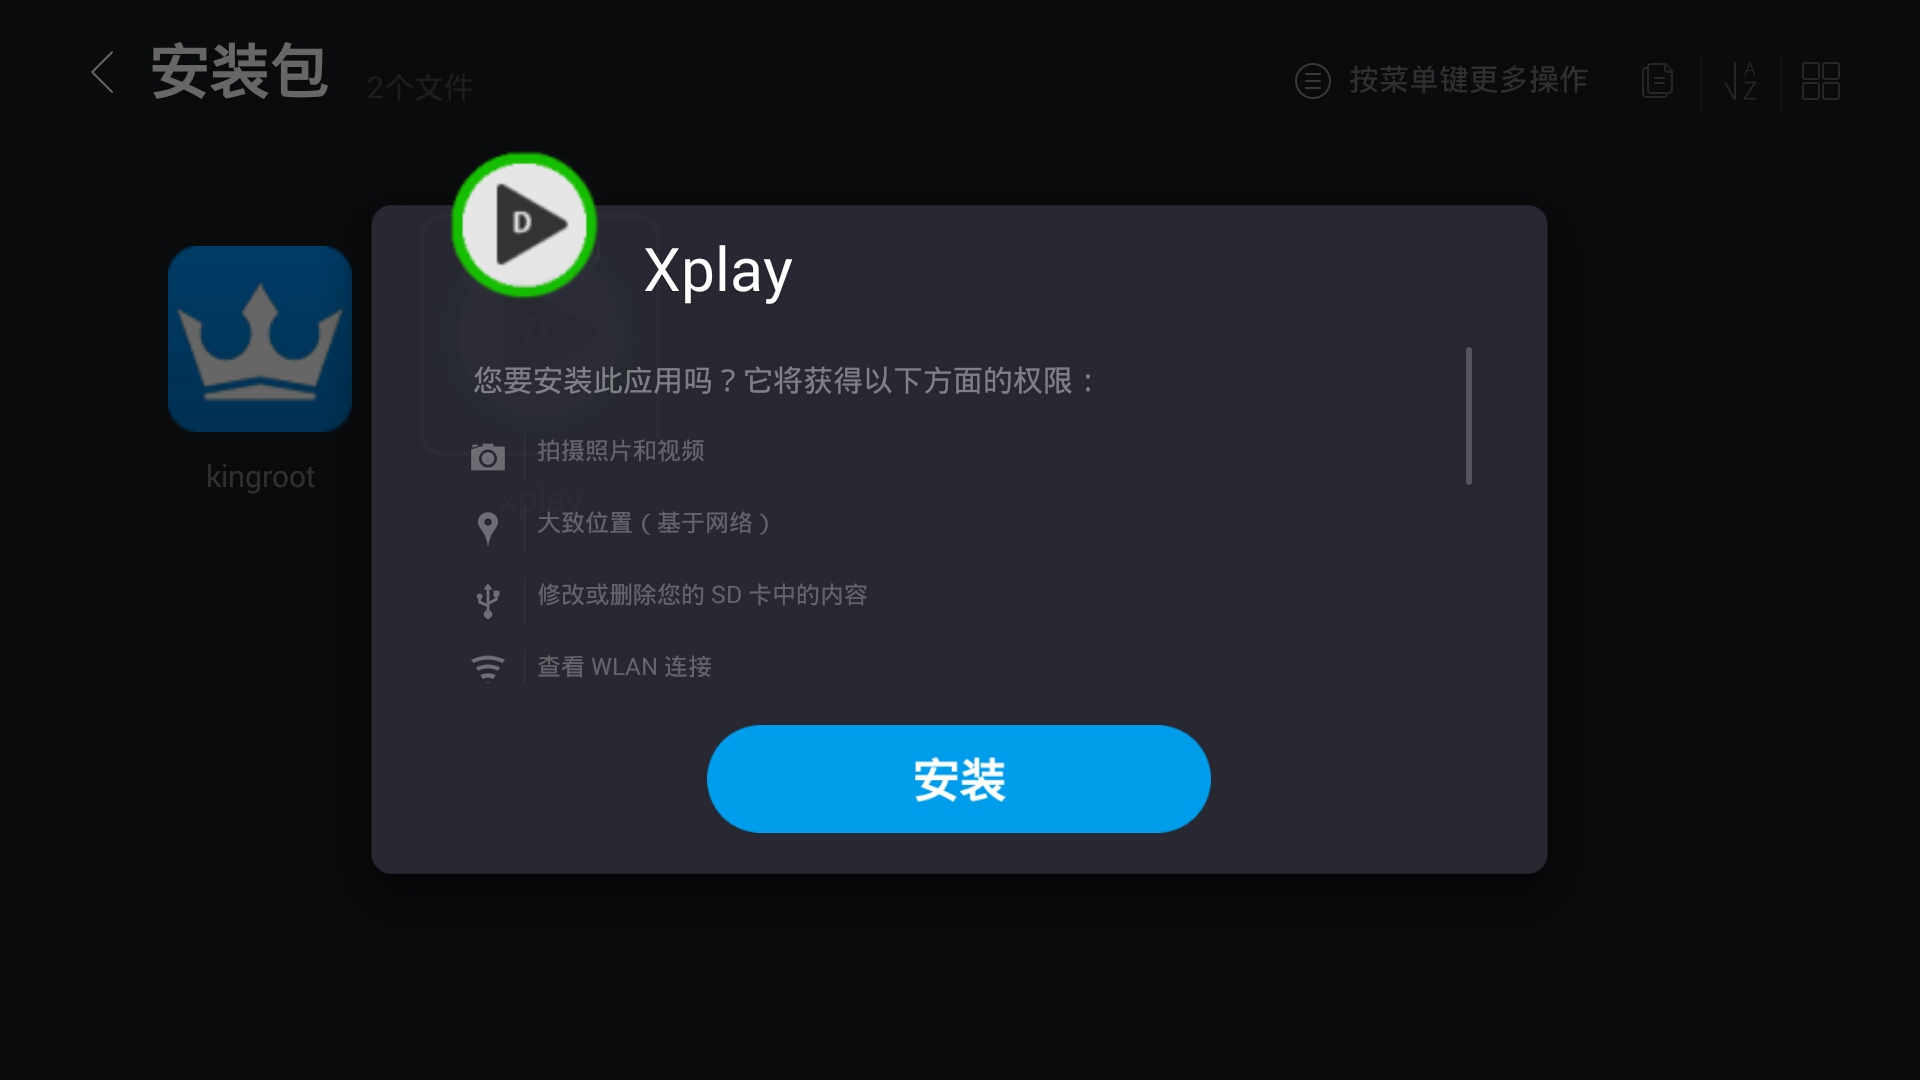 安装包
2个文件
按菜单键更多操作
A
Z
D
Xplay
kingroot
xplay
您要安装此应用吗？它将获得以下方面的权限：
拍摄照片和视频
大致位置（基于网络）
修改或删除您的 SD 卡中的内容
查看 WLAN 连接
安装